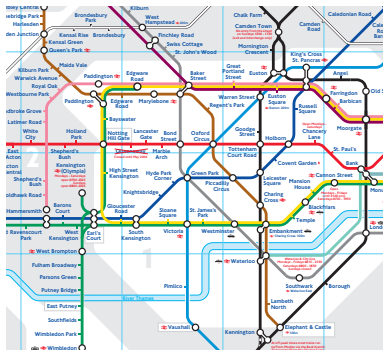 Kilburn
Chalk Farm
Brondesbury Park
West Hampstead
Camden Town
Caledonian Road
Camden Road
Harlesden
Brondesbury
Finchley Road
Kensal Green
Kensal Rise
Swiss Cottage
Mornington Crescent
Queen's Park
St. John's Wood
King's Cross St. Pancras
Kilburn Park
Maida Vale
Baker Street
Great Portland Street
Euston
Warwick Avenue
Paddington
Edgware Road
Angel
Royal Oak
Westbourne Park
Paddington
Edgware Road
Marylebone
Warren Street
Euston Square
Farringdon
Regent's Park
Russell Square
Barbican
Ladbroke Grove
Latimer Road
Bayswater
Moorgate
White City
Holland Park
Notting Hill Gate
Lancaster Gate
Bond Street
Oxford Circus
Goodge Street
Holborn
Chancery Lane
East Acton
Shepherd's Bush
Marble Arch
Tottenham Court Road
St. Paul's
Bank
Kensington (Olympia)
High Street Kensington
Hyde Park Corner
Green Park
Covent Garden
Shepherd's Bush
Leicester Square
Mansion House
Cannon Street
Goldhawk Road
Knightsbridge
Piccadilly Circus
Charing Cross
Blackfriars
Hammersmith
Barons Court
Gloucester Road
Sloane Square
St. James's Park
Temple
Ravenscourt Park
West Kensington
Earl's Court
South Kensington
Victoria
Westminster
Embankment
West Brompton
Waterloo
Fulham Broadway
Parsons Green
Southwark
Borough
Putney Bridge
River Thames
Pimlico
East Putney
Lambeth North
Southfields
Vauxhall
Elephant & Castle
Wimbledon Park
Kennington
Wimbledon